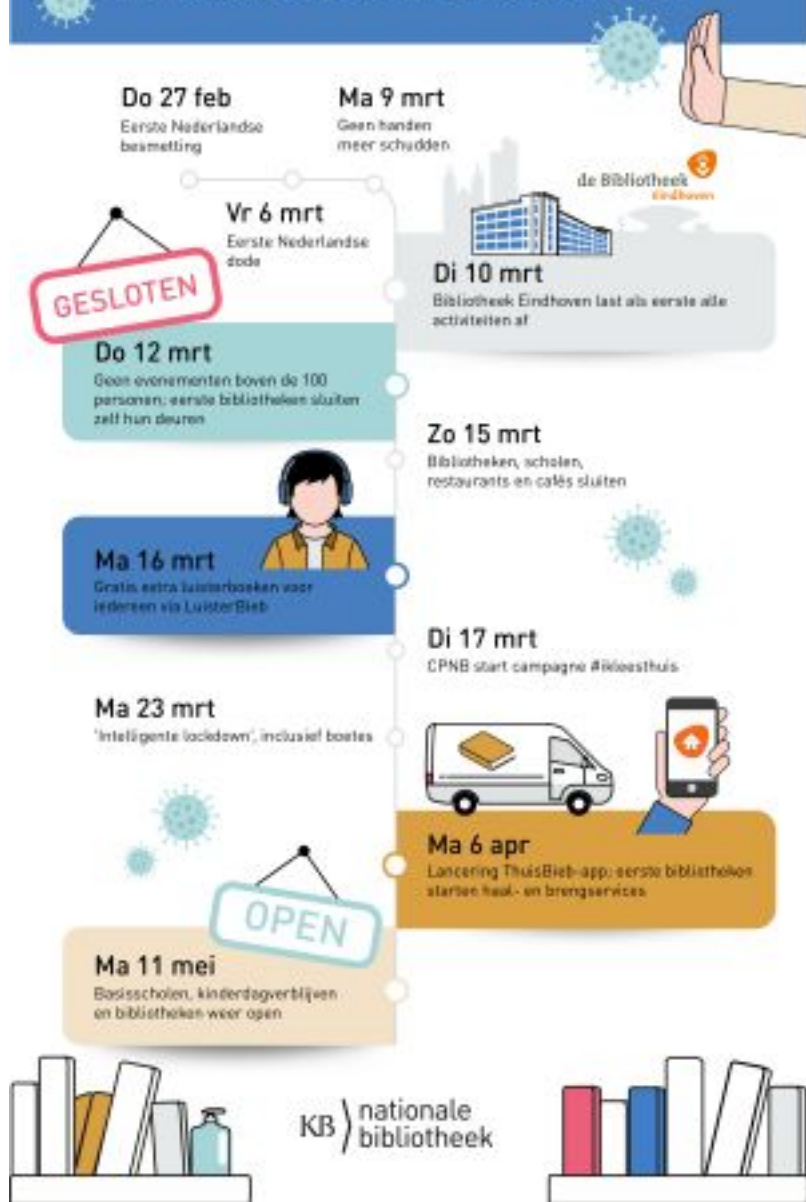 Do 27 feb
Eerste Nederlandse
besmetting
Ma 9 mrt
Geen handen
meer schudden
Vr 6 mrt
Eerste Nederlandse
dode
de Bibliotheek
Eindhoven
GESLOTEN
Di 10 mrt
Bibliotheek Eindhoven last als eerste alle
activiteiten af
Do 12 mrt
Geen evenementen boven de 100
personen; eerste bibliotheken sluiten
zelf hun deuren
Zo 15 mrt
Bibliotheken, scholen,
restaurants en cafés sluiten
Ma 16 mrt
Gratis extra luisterboeken voor
iedereen via LuisterBieb
Di 17 mrt
CPNB start campagne #ikleesthuis
Ma 23 mrt
'Intelligente lockdown', inclusief boetes
Ma 6 apr
Lancering ThuisBieb-app; eerste bibliotheken
starten haal- en brengservices
OPEN
Ma 11 mei
Basisscholen, kinderdagverblijven
en bibliotheken weer open
KB nationale
bibliotheek